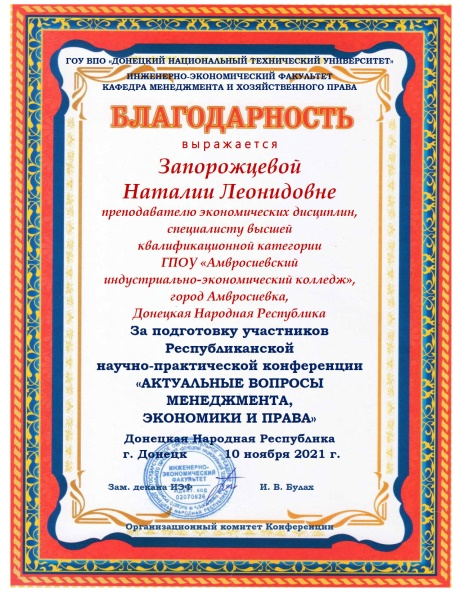 ГОУ ВПО «ДОНЕЦКИЙ НАЦИОНАЛЬНЫЙ ТЕХНИЧЕСКИЙ УНИВЕРСИТЕТ»
ИНЖЕНЕРНО-ЭКОНОМИЧЕСКИЙ ФАКУЛЬТЕТ
КАФЕДРА МЕНЕДЖМЕНТА И ХОЗЯЙСТВЕННОГО ПРАВА
БЛАГОДАРНОСТЬ
выражается
Запорожцевой
Наталии Леонидовне
преподавателю экономических дисциплин,
специалисту высшей
квалификационной категории
ГПОУ «Амвросиевский
индустриально-экономический колледж»,
город Амвросиевка,
Донецкая Народная Республика
За подготовку участников
Республиканской
научно-практической конференции
«АКТУАЛЬНЫЕ ВОПРОСЫ
МЕНЕДЖМЕНТА,
ЭКОНОМИКИ И ПРАВА»
Донецкая Народная Республика
г. Донецк 10 ноября 2021 г.
ИНЖЕНЕРНО-
ЭКОНОМИЧЕСКИЙ
ФАКУЛЬТЕТ
02070826
Зам. декана ИЭФ И. В. Булах
Организационный комитет Конференции